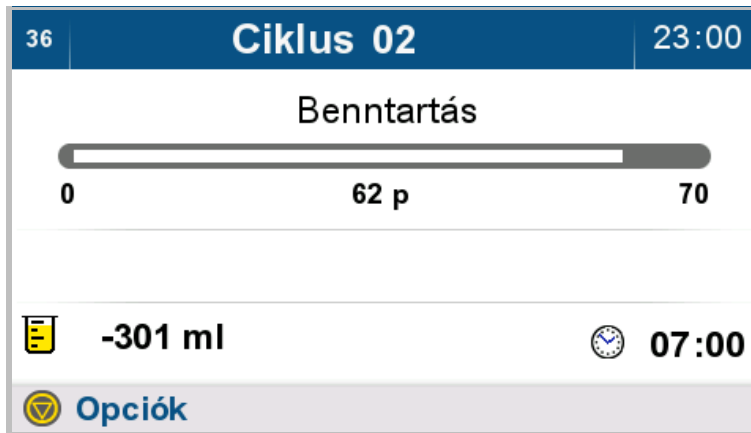 36 Ciklus 02 23:00
Benntartás
0 62 p 70
-301 ml 07:00
Opciók